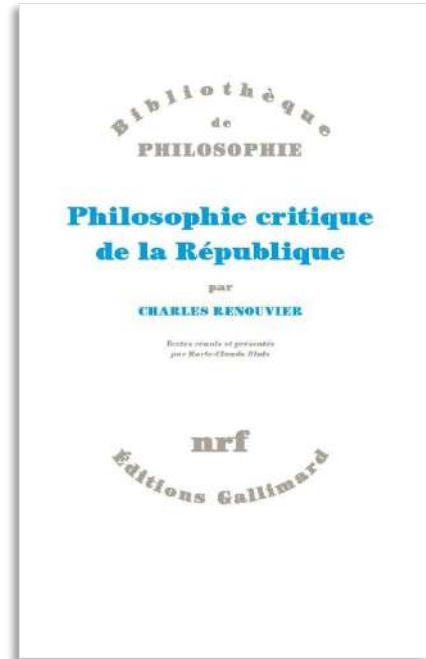 Bibliothèque
de
PHILOSOPHIE
Philosophie critique
de la République
par
CHARLES RENOUVIER
Textes réunis et présentés
par Marie-Claude Blais
nrf
Éditions Gallimard